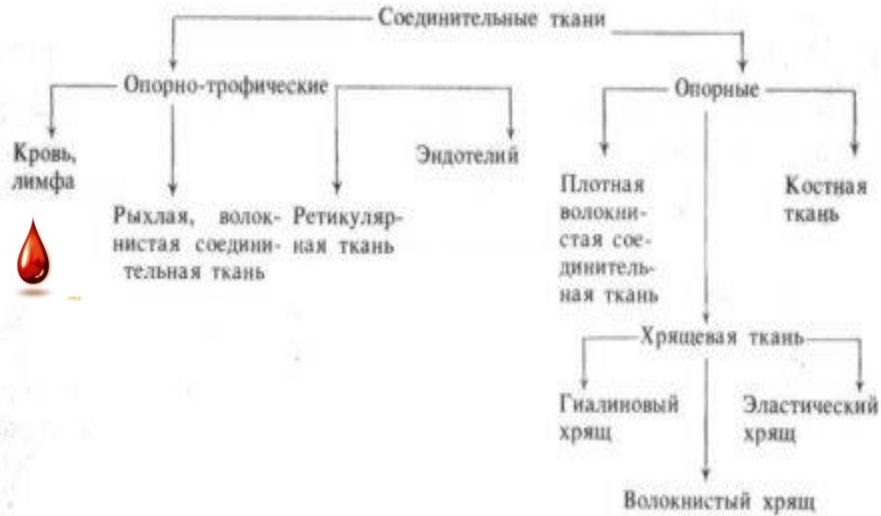 Соединительные ткани
Опорно-трофические
Опорные
Кровь,
лимфа
Эндотелий
Рыхлая, волок-
нистая соедини-
тельная ткань
Ретикуляр-
ная ткань
Плотная
волокни-
стая сое-
динитель-
ная ткань
Костная
ткань
Хрящевая ткань
Гиалиновый
хрящ
Эластический
хрящ
Волокнистый хрящ